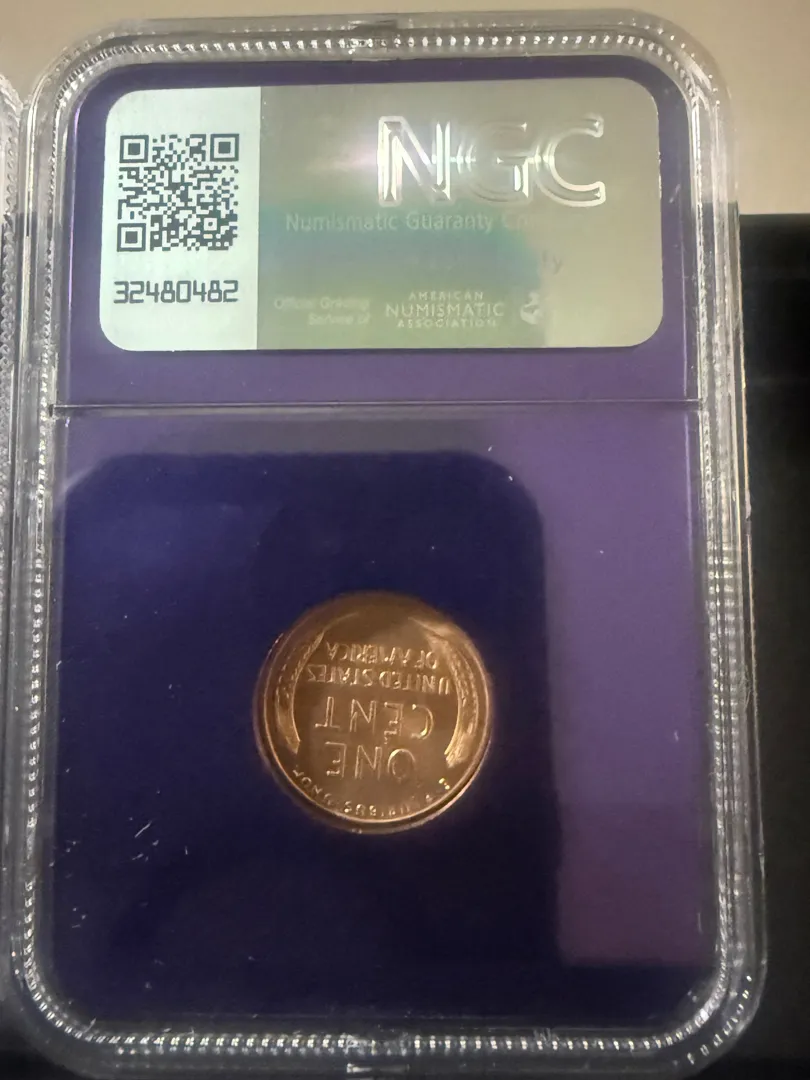 NGC
Numismatic Guaranty
32480482
Official Grading
Service of
AMERICAN
NUMISMATIC
ASSOCIATION
E PLURIBUS UNUM
ONE
CENT
UNITED STATES
OF AMERICA